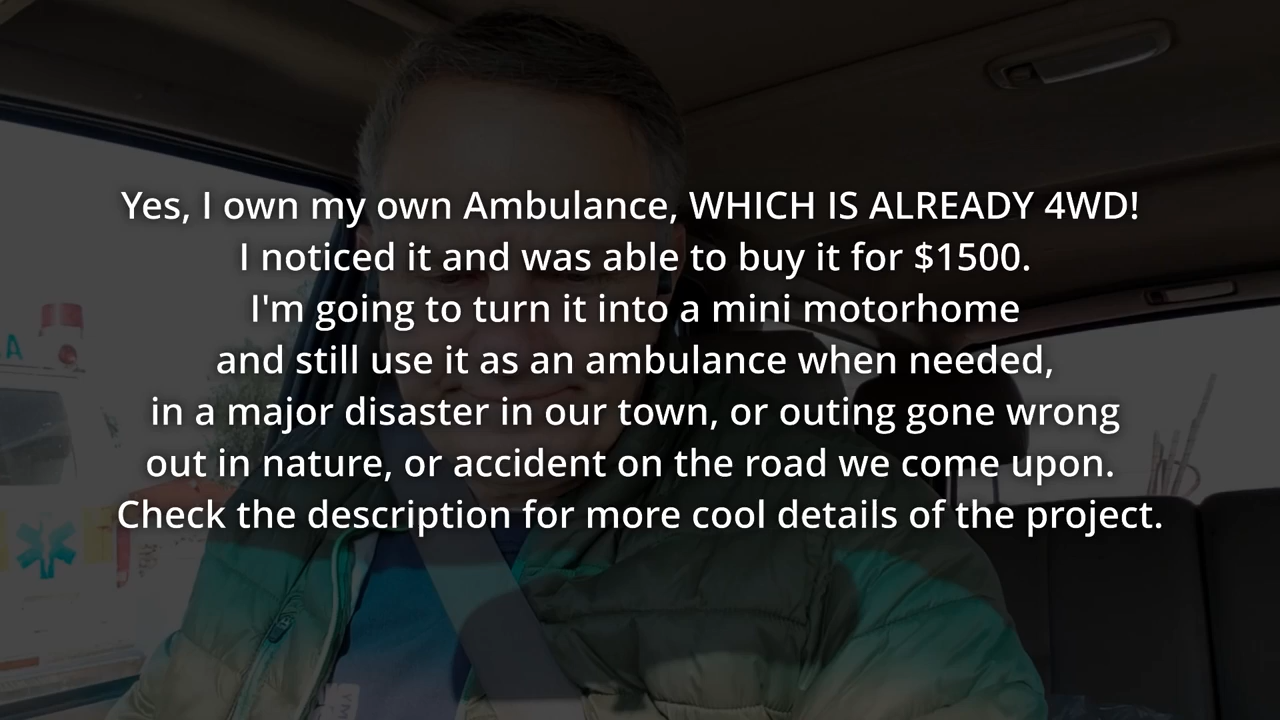 Yes, I own my own Ambulance, WHICH IS ALREADY 4WD!
I noticed it and was able to buy it for $1500.
I'm going to turn it into a mini motorhome
and still use it as an ambulance when needed,
in a major disaster in our town, or outing gone wrong
out in nature, or accident on the road we come upon.
Check the description for more cool details of the project.
A